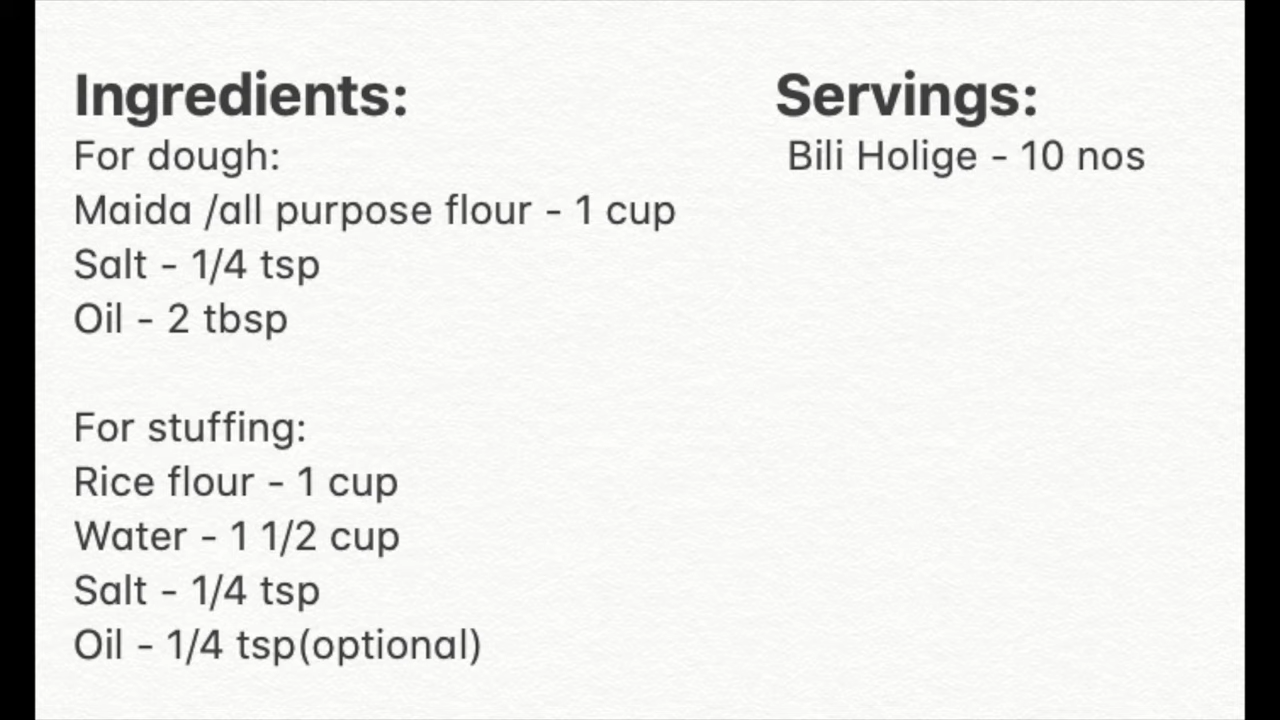 Ingredients:
For dough:
Maida /all purpose flour - 1 cup
Salt - 1/4 tsp
Oil - 2 tbsp
For stuffing:
Rice flour - 1 cup
Water - 1 1/2 cup
Salt - 1/4 tsp
Oil - 1/4 tsp(optional)
Servings:
Bili Holige - 10 nos